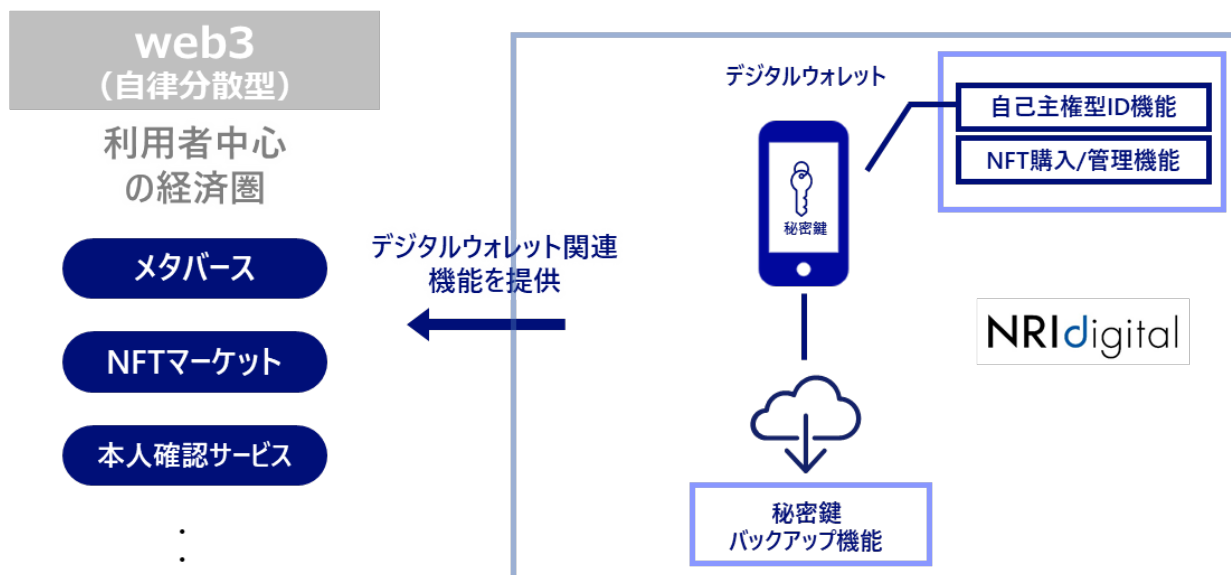 web3
（自律分散型）
利用者中心
の経済圏
メタバース
NFTマーケット
本人確認サービス
・
・
デジタルウォレット関連
機能を提供
デジタルウォレット
秘密鍵
自己主権型ID機能
NFT購入/管理機能
NRIdigital
秘密鍵
バックアップ機能